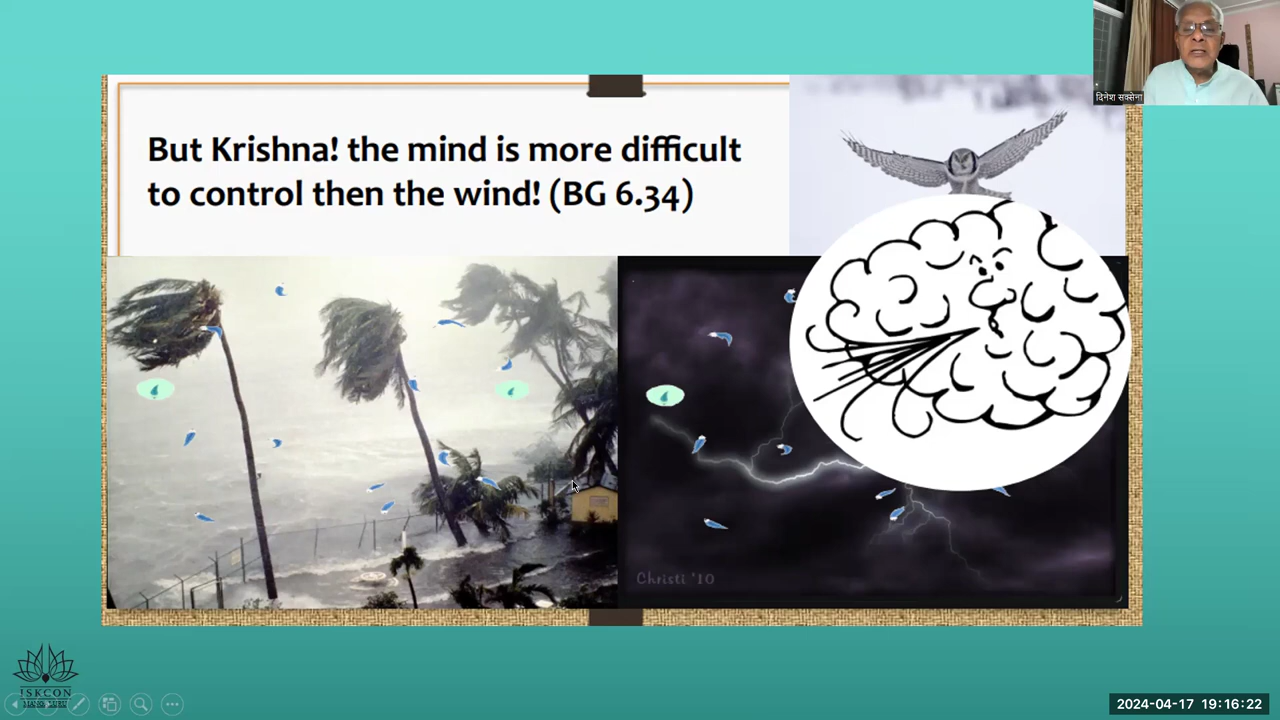 But Krishna! the mind is more difficult
to control then the wind! (BG 6.34)
दिनेश सक्सेना
Christi '10
ISKCON
2024-04-17 19:16:22